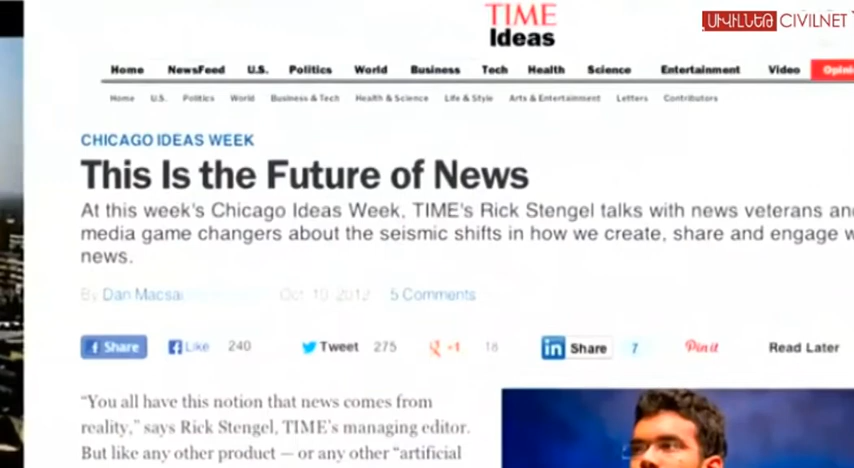 TIME
Ideas
ՍԻՎԻԼՆԵԹ CIVILNET
Home NewsFeed U.S. Politics World Business Tech Health Science Entertainment Video
Home U.S. Politics World Business & Tech Health & Science Life & Style Arts & Entertainment Letters Contributors
CHICAGO IDEAS WEEK
This Is the Future of News
At this week's Chicago Ideas Week, TIME's Rick Stengel talks with news veterans and
media game changers about the seismic shifts in how we create, share and engage w
news.
By Dan Macsai Oct. 10, 2012 5 Comments
f Share f Like 240 Tweet 275 g +1 18 in Share 7 Pin it Read Later
“You all have this notion that news comes from
reality,” says Rick Stengel, TIME's managing editor.
But like any other product — or any other “artificial